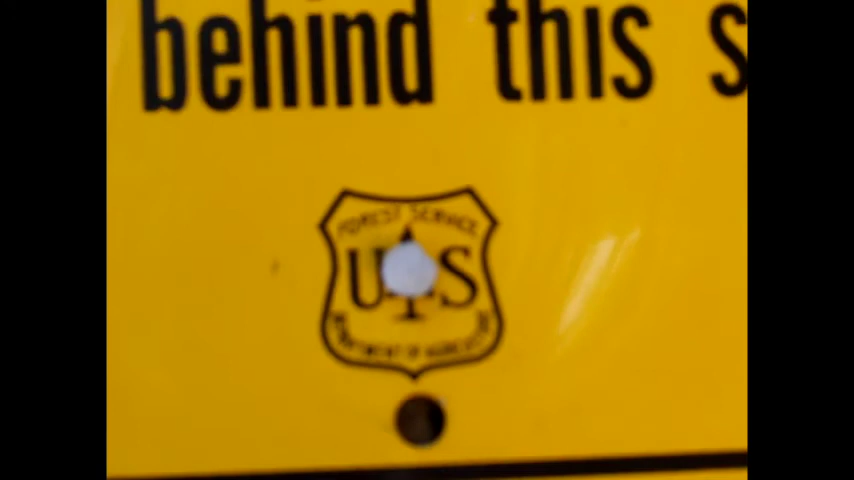 behind this s
FOREST SERVICE
U S
DEPARTMENT OF AGRICULTURE